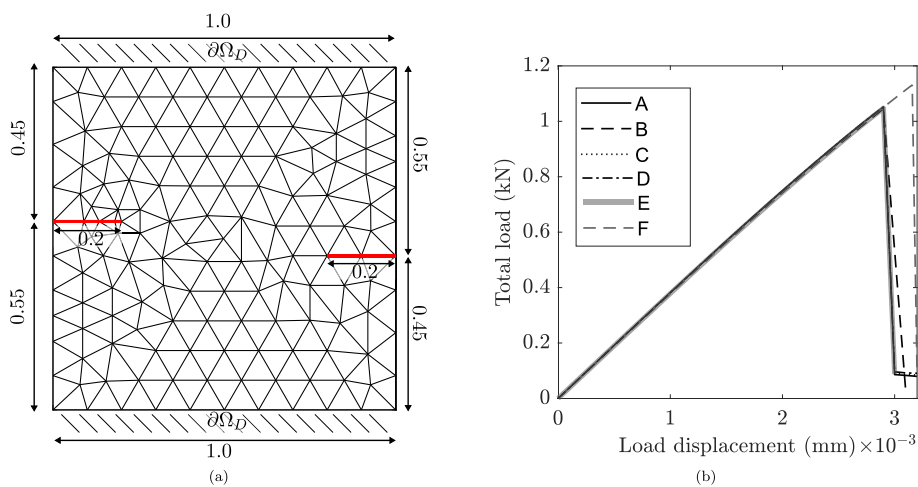 1.0
∂Ω_D
0.45
0.55
0.55
0.45
0.2
0.2
∂Ω_D
1.0
(a)
1.2
1
0.8
0.6
0.4
0.2
0
Total load (kN)
A
B
C
D
E
F
0 1 2 3
Load displacement (mm) ×10⁻³
(b)